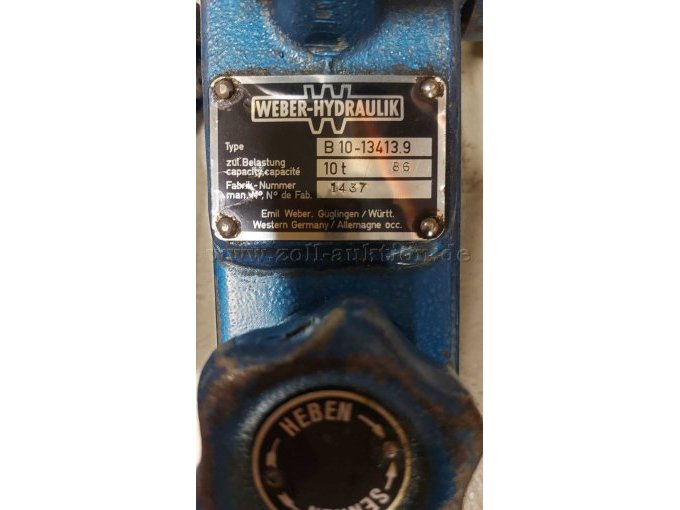 WEBER-HYDRAULIK
Type B 10-13413.9
zul. Belastung
capacity, capacité 10 t 86
Fabrik-Nummer 1437
man. N°, N° de Fab.
Emil Weber, Güglingen / Württ.
Western Germany / Allemagne occ.
www.zoll-auktion.de
HEBEN